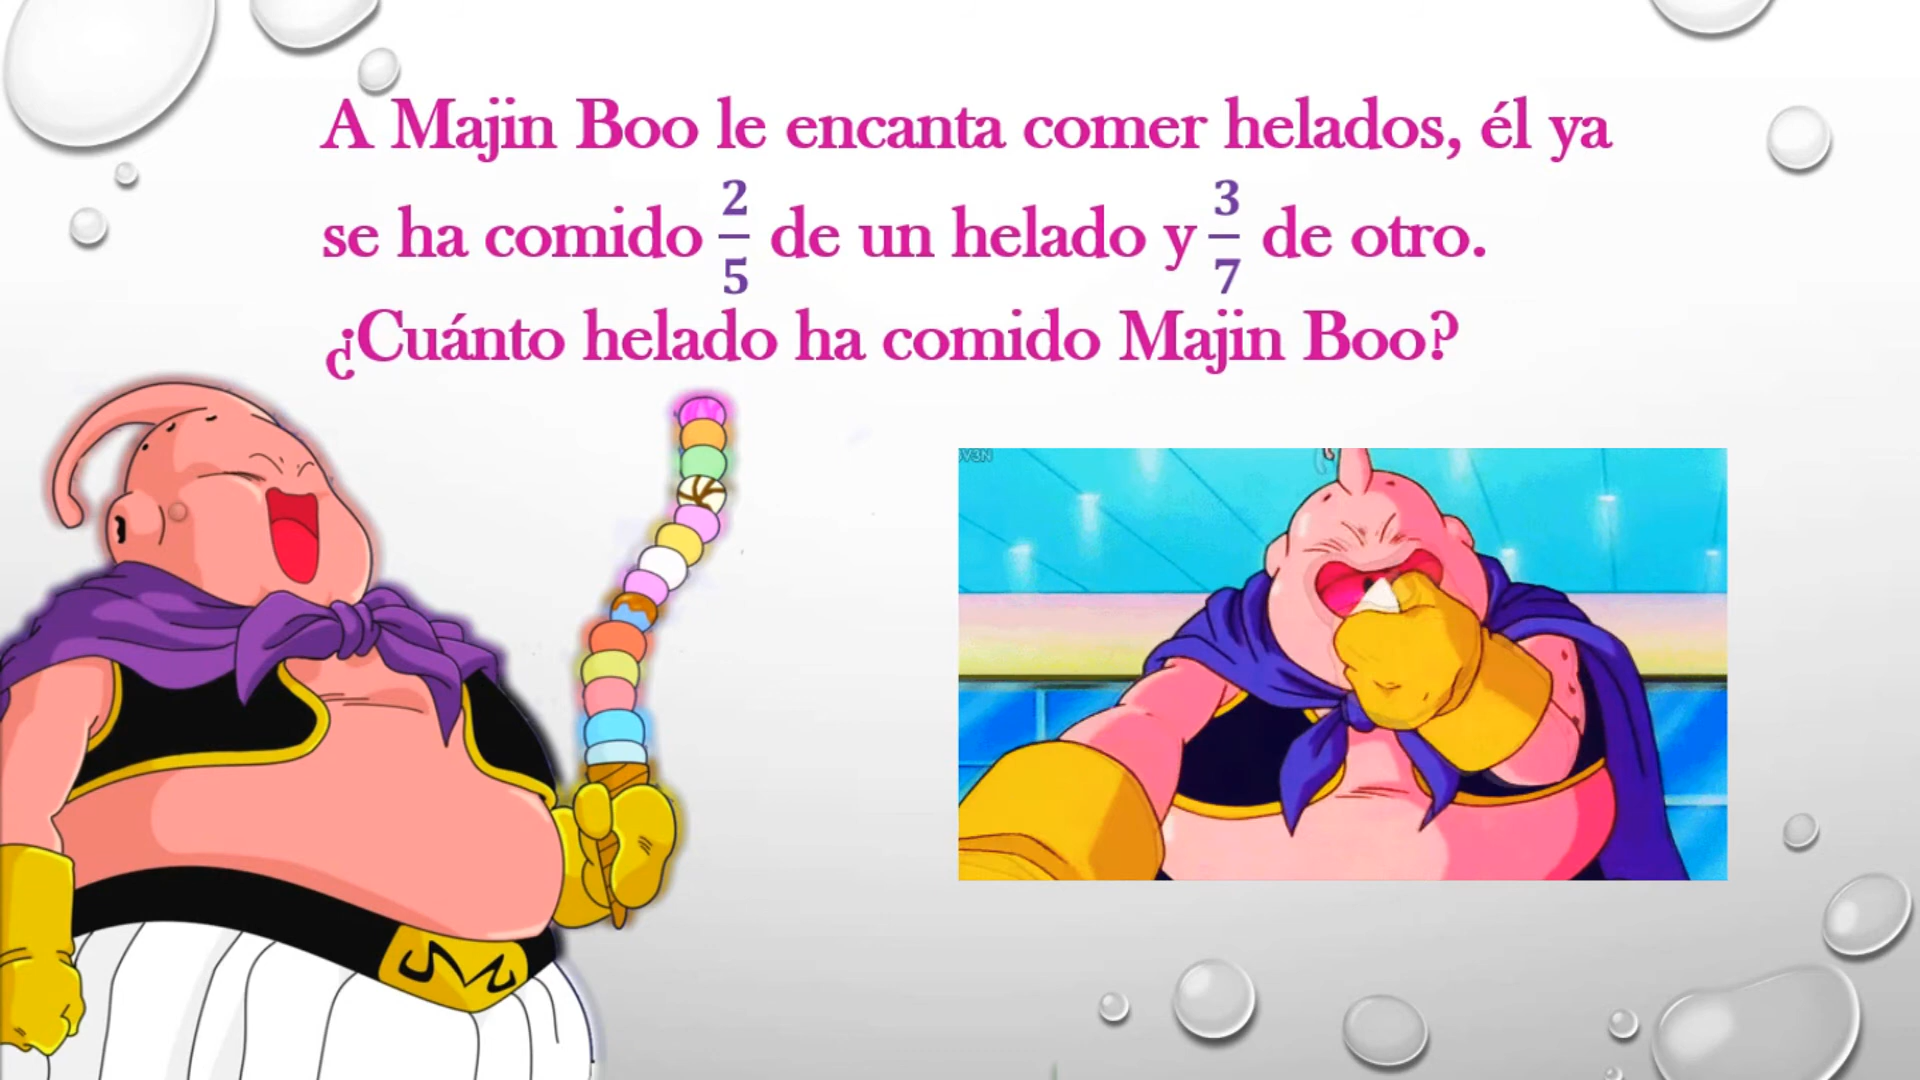 A Majin Boo le encanta comer helados, él ya
se ha comido 2/5 de un helado y 3/7 de otro.
¿Cuánto helado ha comido Majin Boo?